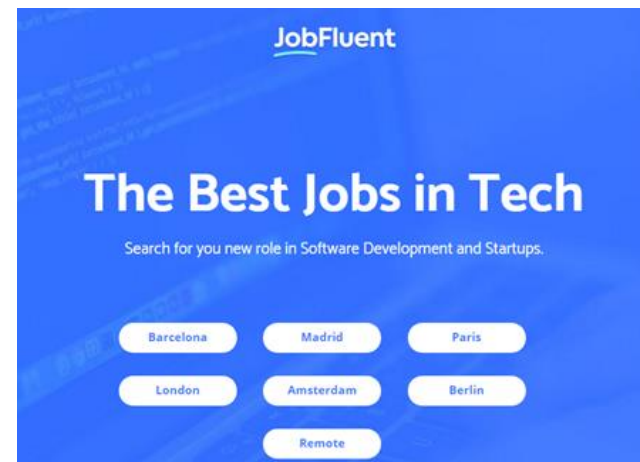 JobFluent
The Best Jobs in Tech
Search for you new role in Software Development and Startups.
Barcelona Madrid Paris
London Amsterdam Berlin
Remote